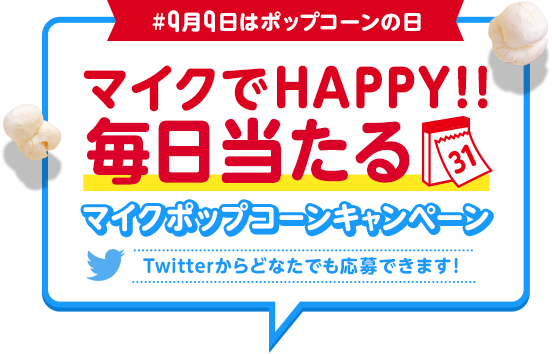 #9月9日はポップコーンの日
マイクでHAPPY!!
毎日当たる
31
マイクポップコーンキャンペーン
Twitterからどなたでも応募できます!